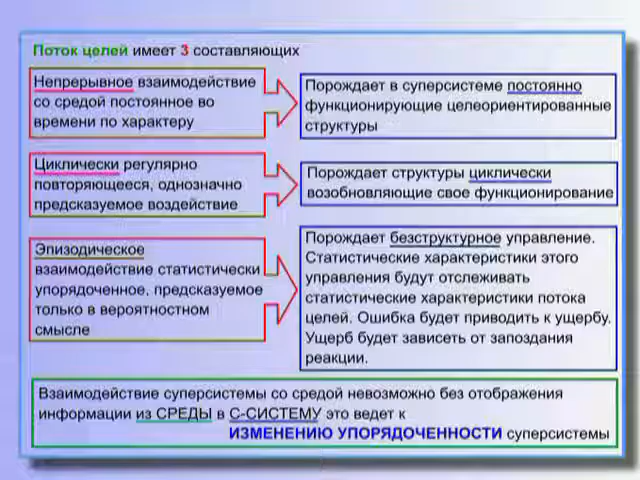 Поток целей имеет 3 составляющих
Непрерывное взаимодействие
со средой постоянное во
времени по характеру
Порождает в суперсистеме постоянно
функционирующие целеориентированные
структуры
Циклически регулярно
повторяющееся, однозначно
предсказуемое воздействие
Порождает структуры циклически
возобновляющие свое функционирование
Эпизодическое
взаимодействие статистически
упорядоченное, предсказуемое
только в вероятностном
смысле
Порождает безструктурное управление.
Статистические характеристики этого
управления будут отслеживать
статистические характеристики потока
целей. Ошибка будет приводить к ущербу.
Ущерб будет зависеть от запоздания
реакции.
Взаимодействие суперсистемы со средой невозможно без отображения
информации из СРЕДЫ в С-СИСТЕМУ это ведет к
ИЗМЕНЕНИЮ УПОРЯДОЧЕННОСТИ суперсистемы